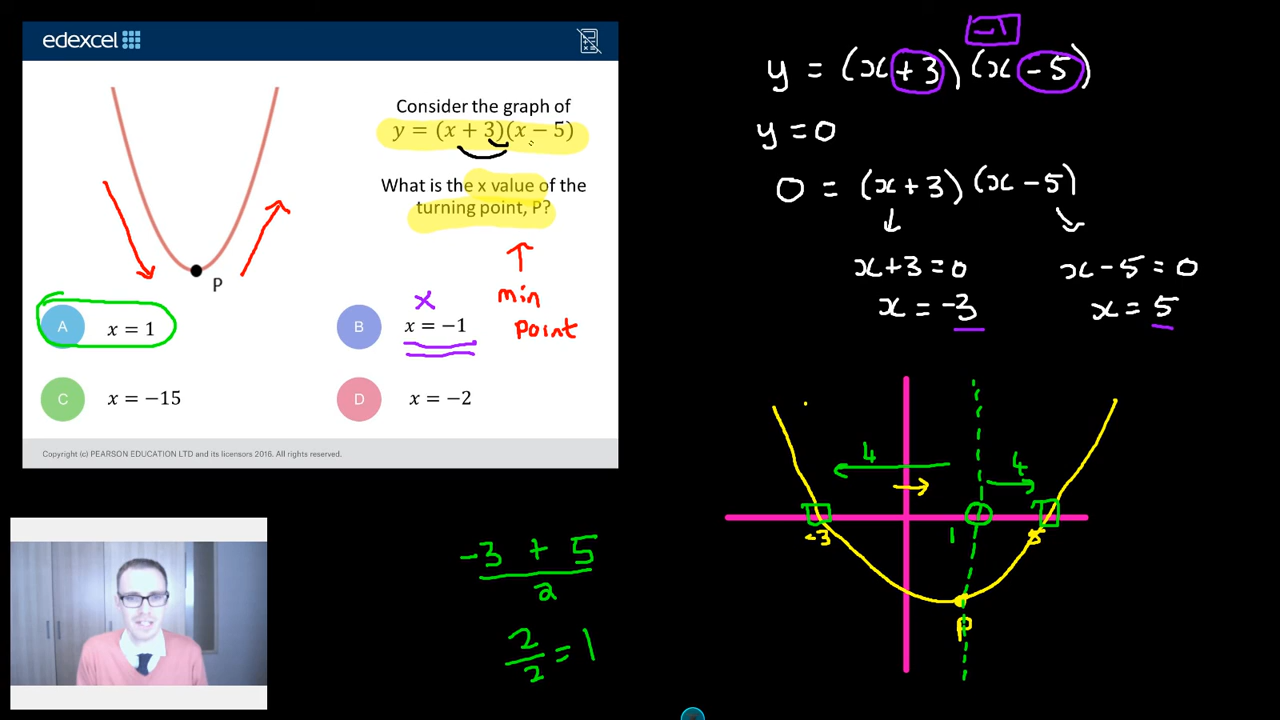 edexcel
Consider the graph of
y = (x + 3)(x − 5)
What is the x value of the
turning point, P?
P
min
point
A
x = 1
B
x
x = −1
C
x = −15
D
x = −2
Copyright (c) PEARSON EDUCATION LTD and its licensors 2016. All rights reserved.
−1
y = (x + 3)(x − 5)
y = 0
0 = (x + 3)(x − 5)
x + 3 = 0
x − 5 = 0
x = −3
x = 5
4
4
-3
1
5
P
-3 + 5
2
2
2
= 1